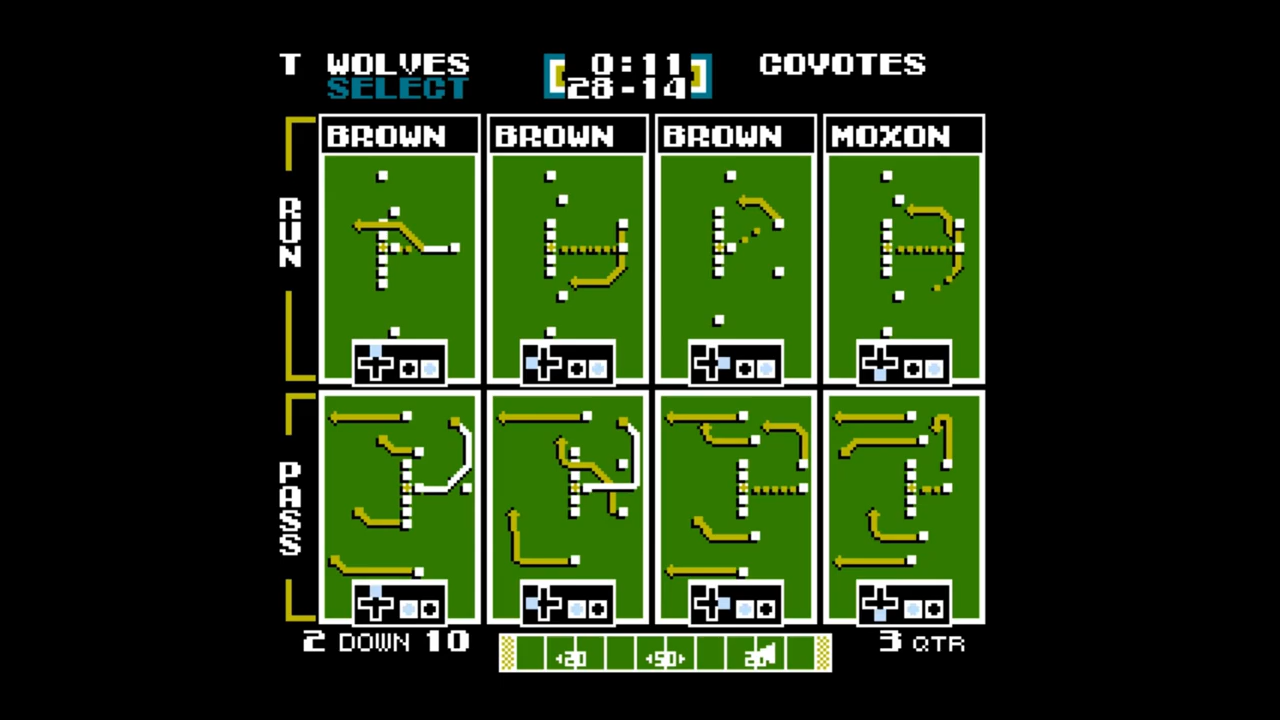 T WOLVES 0:11 COYOTES
SELECT 28-14
BROWN BROWN BROWN MOXON
RUN
PASS
2 DOWN 10 3 QTR
20 50 20